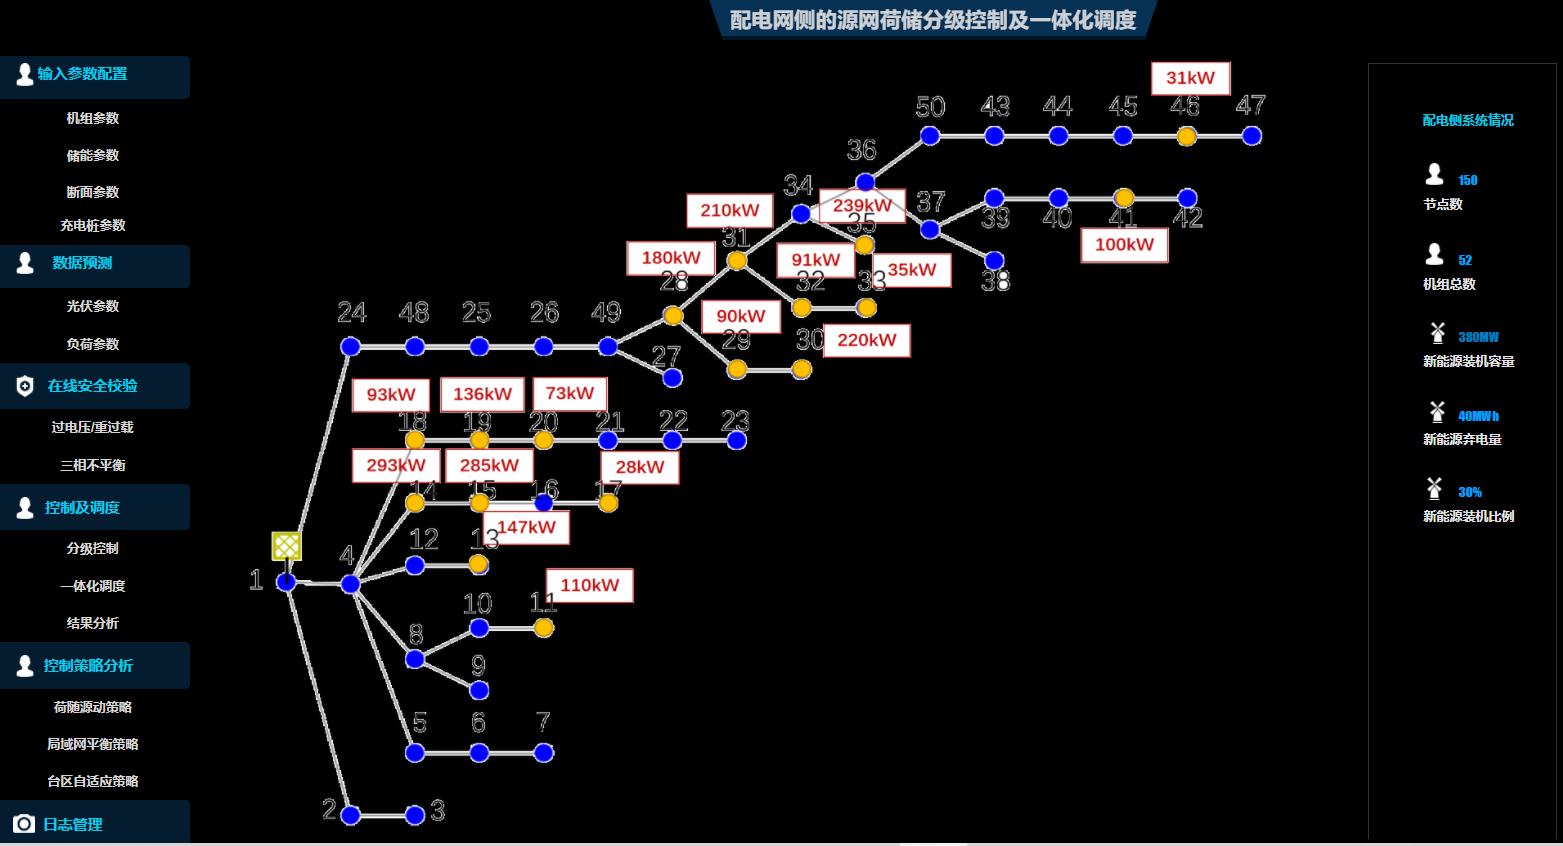 配电网侧的源网荷储分级控制及一体化调度
输入参数配置
机组参数
储能参数
断面参数
充电桩参数
数据预测
光伏参数
负荷参数
在线安全校验
过电压/重过载
三相不平衡
控制及调度
分级控制
一体化调度
结果分析
控制策略分析
荷随源动策略
局域网平衡策略
台区自适应策略
日志管理
31kW
50 43 44 45 46 47
36
34
239kW
37
210kW
35
39 40 41 42
31
100kW
180kW
91kW
35kW
28
32 33
38
24 48 25 26 49
90kW
29 30
220kW
27
93kW 136kW 73kW
18 19 20 21 22 23
293kW 285kW 28kW
14 15 16 17
147kW
12 13
4
1
110kW
10 11
8
9
5 6 7
2 3
配电侧系统情况
150
节点数
52
机组总数
380MW
新能源装机容量
40MWh
新能源弃电量
30%
新能源装机比例